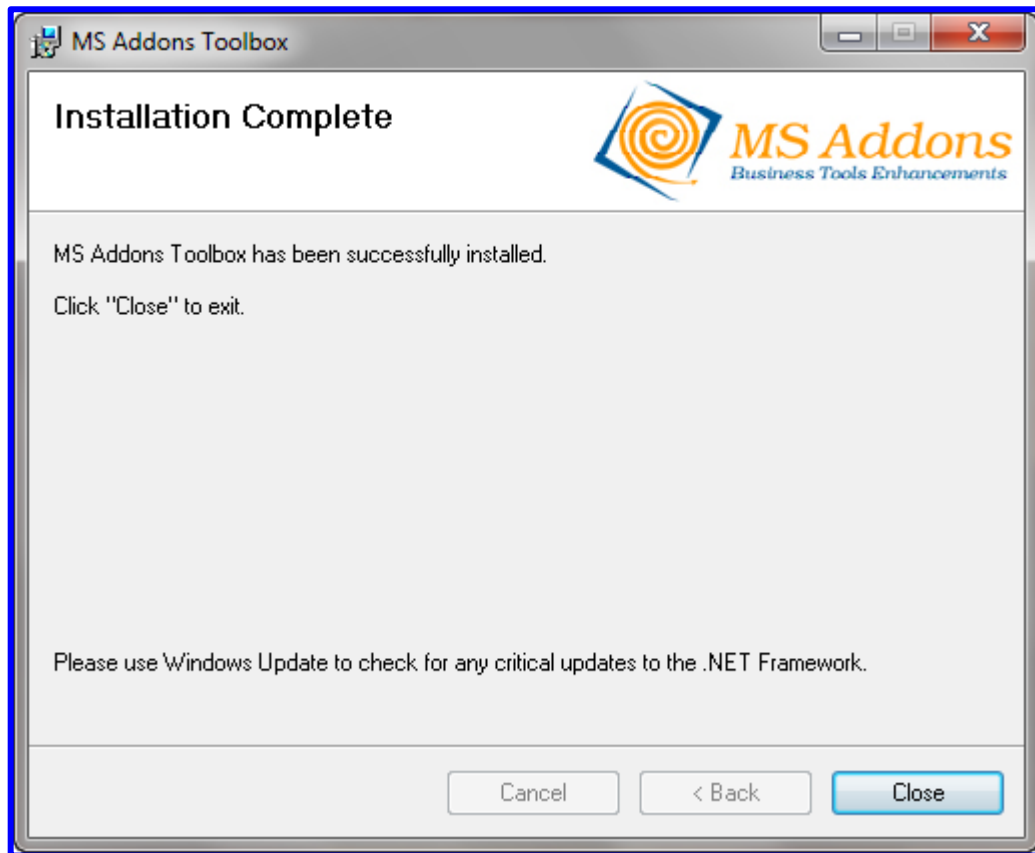 MS Addons Toolbox
Installation Complete
MS Addons
Business Tools Enhancements
MS Addons Toolbox has been successfully installed.
Click "Close" to exit.
Please use Windows Update to check for any critical updates to the .NET Framework.
Cancel
< Back
Close